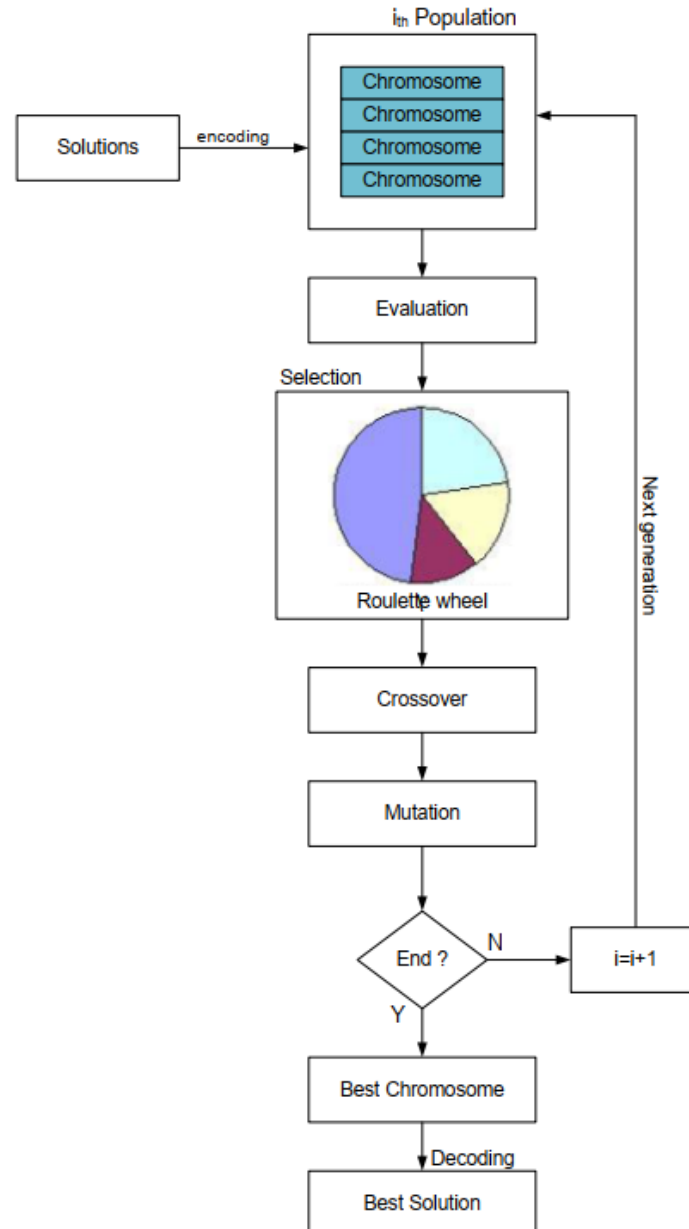 ith Population
Chromosome
Chromosome
Chromosome
Chromosome
Solutions
encoding
Evaluation
Selection
Roulette wheel
Next generation
Crossover
Mutation
End ?
N
i=i+1
Y
Best Chromosome
Decoding
Best Solution